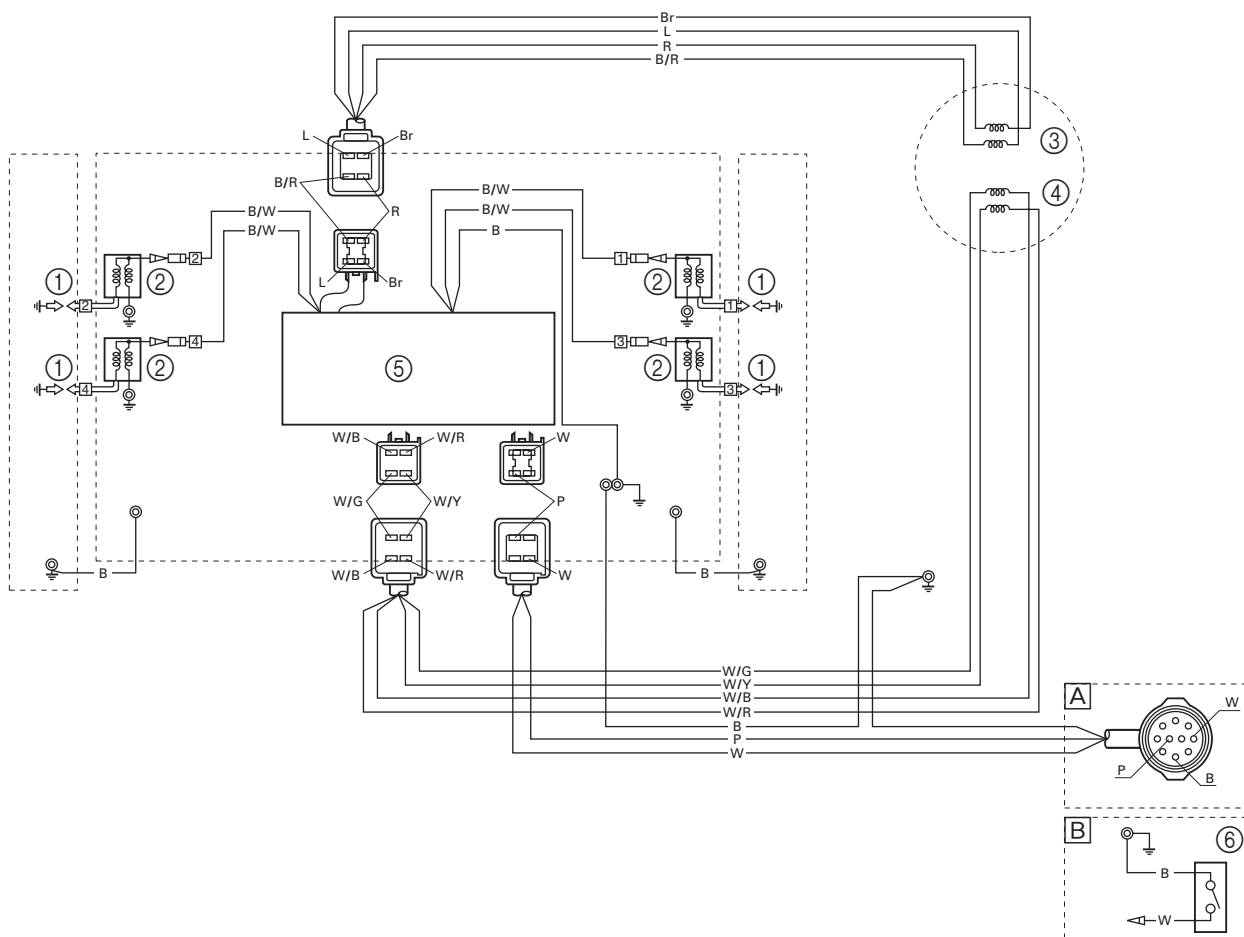 Br
L
R
B/R
L Br
B/R R
B/W
B/W
B/W
B/W
B
L Br
① 2 ② 2
① 4 ② 4
1 ② 1 ①
3 ② 3 ①
③
④
⑤
W/B W/R W
W/G W/Y P
W/B W/R W
B
B
W/G
W/Y
W/B
W/R
B
P
W
A
W
P
B
B
⑥
B
W